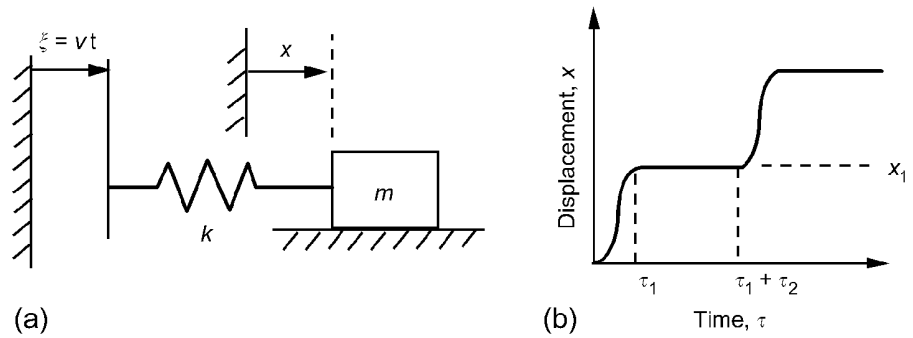 ξ = vt
x
k
m
(a)
Displacement, x
x₁
τ₁
τ₁ + τ₂
Time, τ
(b)